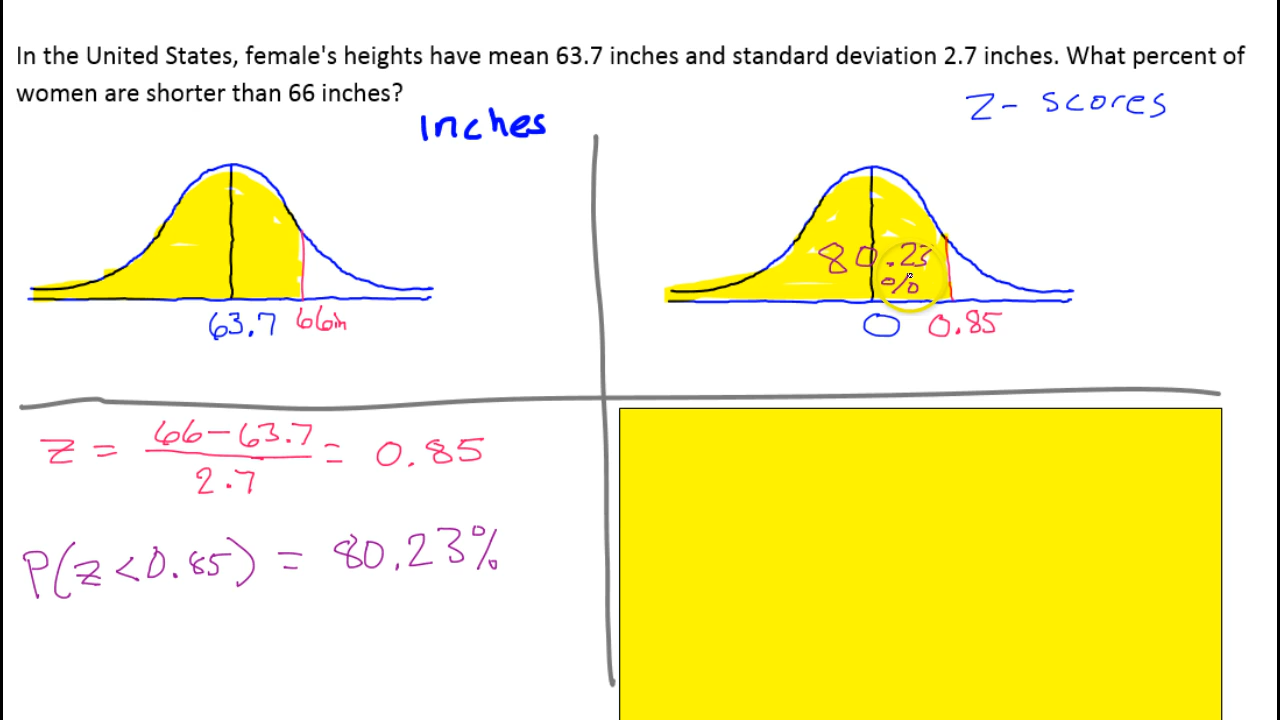 In the United States, female's heights have mean 63.7 inches and standard deviation 2.7 inches. What percent of
women are shorter than 66 inches?
Inches
Z- scores
63.7 66in
80.23
%
0 0.85
Z = 66-63.7 / 2.7 = 0.85
P(Z<0.85) = 80.23%